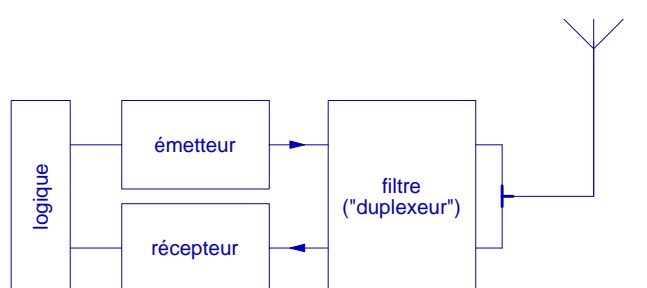 logique
émetteur
récepteur
filtre
("duplexeur")